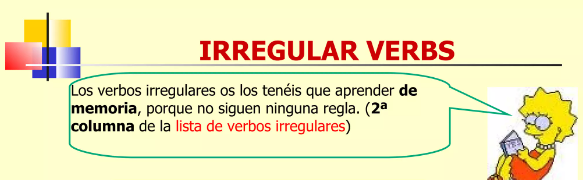 IRREGULAR VERBS
Los verbos irregulares os los tenéis que aprender de
memoria, porque no siguen ninguna regla. (2ª
columna de la lista de verbos irregulares)